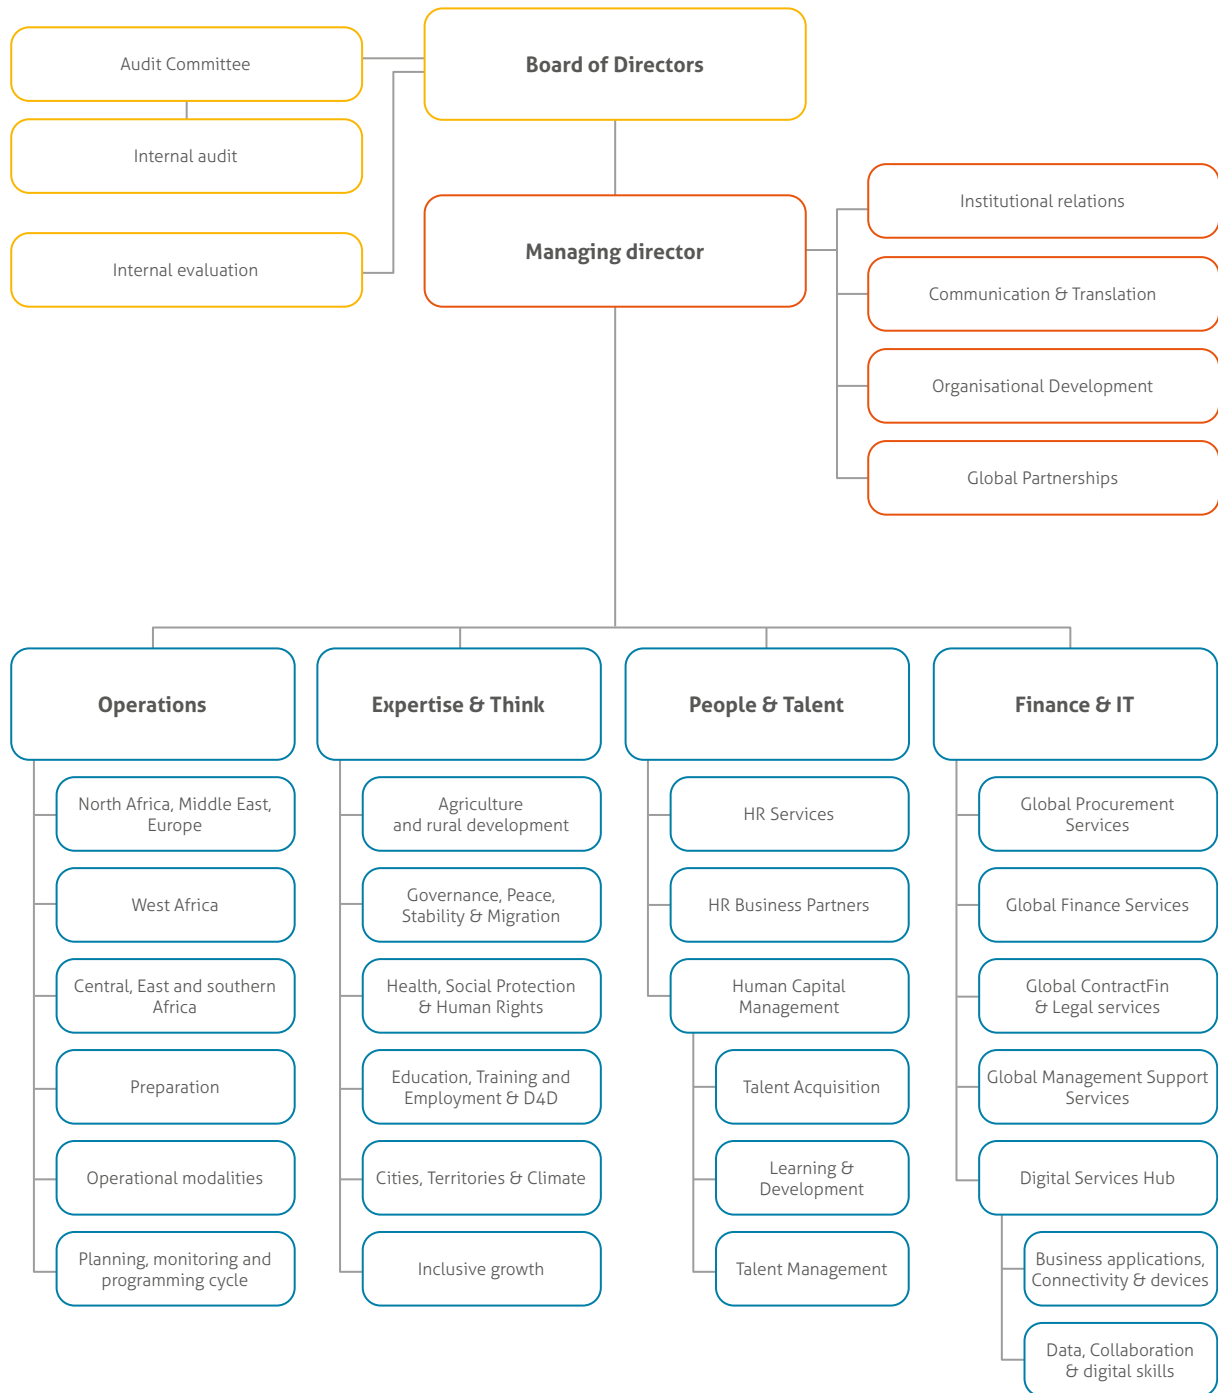 Audit Committee
Board of Directors
Internal audit
Internal evaluation
Managing director
Institutional relations
Communication & Translation
Organisational Development
Global Partnerships
Operations
North Africa, Middle East,
Europe
West Africa
Central, East and southern
Africa
Preparation
Operational modalities
Planning, monitoring and
programming cycle
Expertise & Think
Agriculture
and rural development
Governance, Peace,
Stability & Migration
Health, Social Protection
& Human Rights
Education, Training and
Employment & D4D
Cities, Territories & Climate
Inclusive growth
People & Talent
HR Services
HR Business Partners
Human Capital
Management
Talent Acquisition
Learning &
Development
Talent Management
Finance & IT
Global Procurement
Services
Global Finance Services
Global ContractFin
& Legal services
Global Management Support
Services
Digital Services Hub
Business applications,
Connectivity & devices
Data, Collaboration
& digital skills